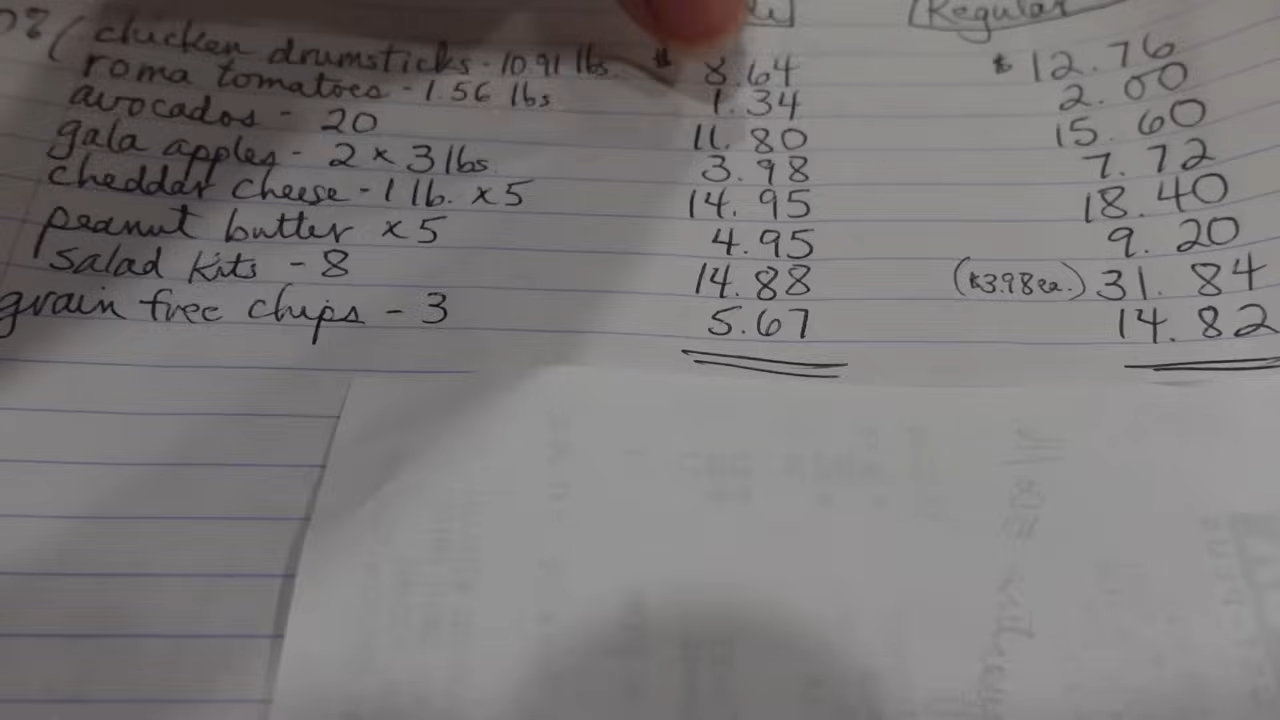 Regular
chicken drumsticks - 10.91 lbs. $ 8.64 $ 12.76
roma tomatoes - 1.56 lbs 1.34 2.00
avocados - 20 11.80 15.60
gala apples - 2 x 3 lbs. 3.98 7.72
cheddar cheese - 1 lb. x 5 14.95 18.40
peanut butter x 5 4.95 9.20
salad kits - 8 14.88 ($3.98 ea.) 31.84
grain free chips - 3 5.67 14.82